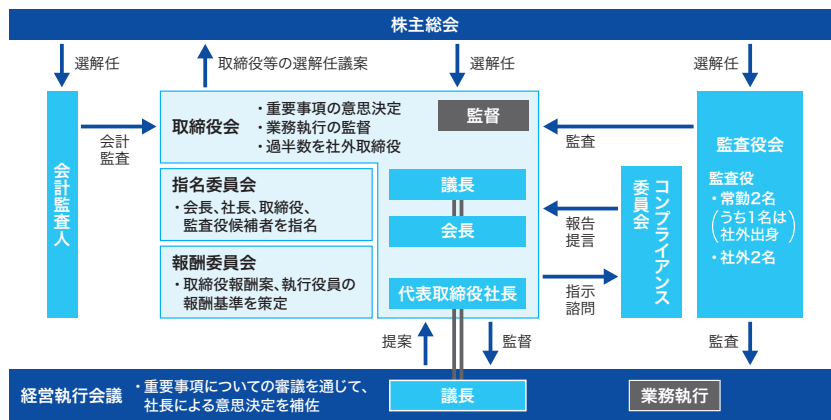 株主総会
選解任
取締役等の選解任議案
選解任
選解任
会計監査人
会計
監査
取締役会
・重要事項の意思決定
・業務執行の監督
・過半数を社外取締役
監督
監査
監査役会
監査役
・常勤2名
(うち1名は
社外出身)
・社外2名
指名委員会
・会長、社長、取締役、
監査役候補者を指名
議長
会長
報告
提言
コンプライアンス
委員会
報酬委員会
・取締役報酬案、執行役員の
報酬基準を策定
代表取締役社長
指示
諮問
提案
監督
監査
経営執行会議
・重要事項についての審議を通じて、
社長による意思決定を補佐
議長
業務執行